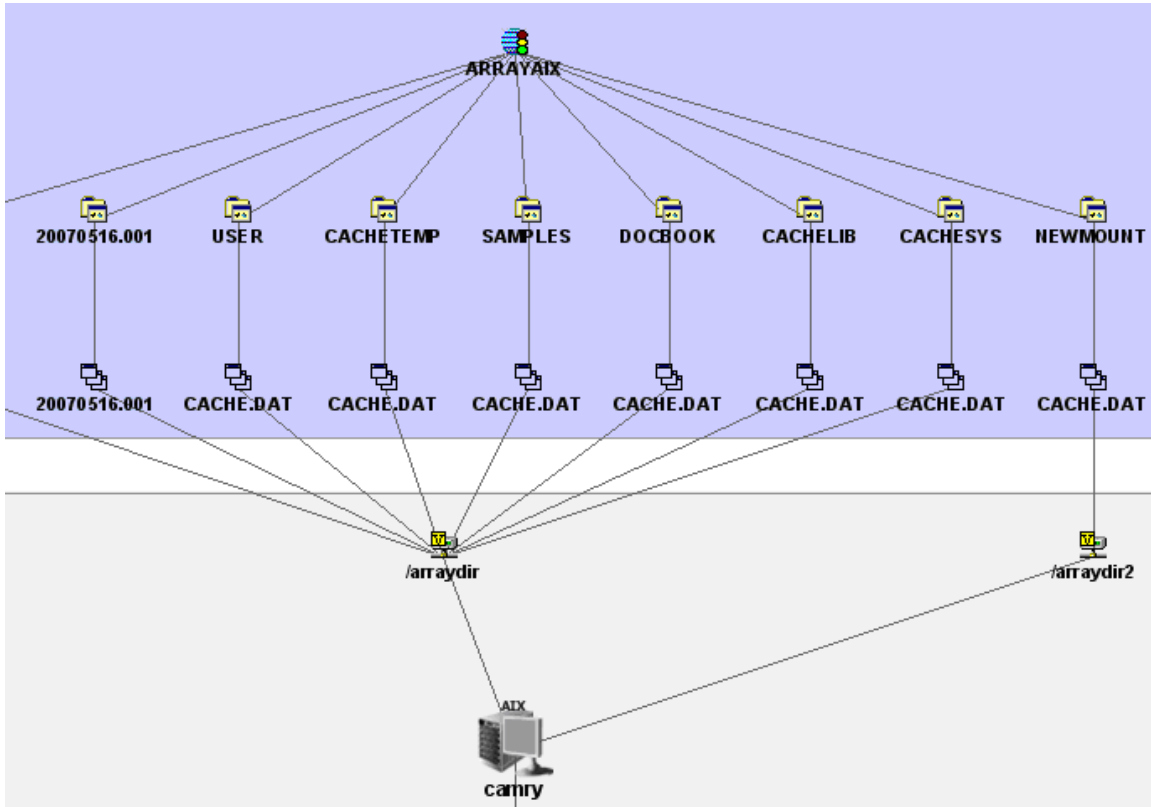 ARRAYAIX
20070516.001 USER CACHETEMP SAMPLES DOCBOOK CACHELIB CACHESYS NEWMOUNT
20070516.001 CACHE.DAT CACHE.DAT CACHE.DAT CACHE.DAT CACHE.DAT CACHE.DAT CACHE.DAT
/arraydir /arraydir2
AIX
camry